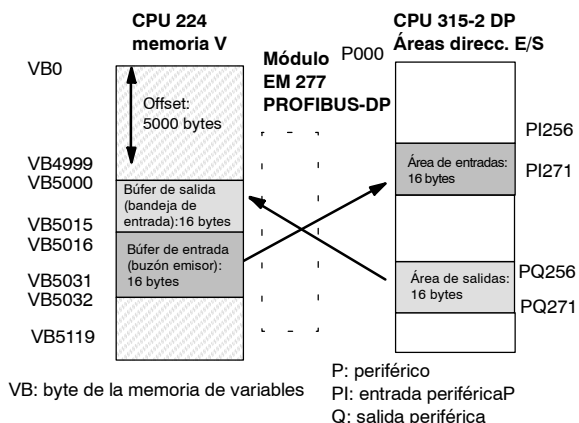 CPU 224
memoria V
CPU 315-2 DP
Áreas direcc. E/S
Módulo
EM 277
PROFIBUS-DP
P000
VB0
Offset:
5000 bytes
VB4999
VB5000
Búfer de salida
(bandeja de
entrada):16 bytes
VB5015
VB5016
Búfer de entrada
(buzón emisor):
16 bytes
VB5031
VB5032
VB5119
PI256
Área de entradas:
16 bytes
PI271
Área de salidas:
16 bytes
PQ256
PQ271
VB: byte de la memoria de variables
P: periférico
PI: entrada periféricaP
Q: salida periférica